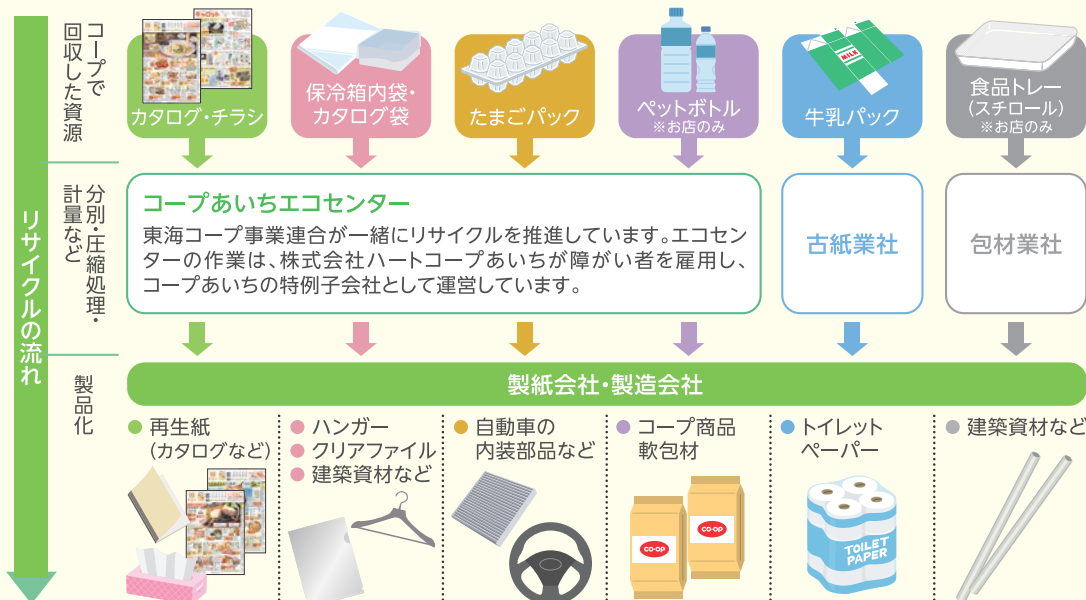 リサイクルの流れ
コープで
回収した資源
カタログ・チラシ
保冷箱内袋・
カタログ袋
たまごパック
ペットボトル
※お店のみ
MILK
牛乳パック
食品トレー
(スチロール)
※お店のみ
分別・圧縮処理・
計量など
コープあいちエコセンター
東海コープ事業連合が一緒にリサイクルを推進しています。エコセン
ターの作業は、株式会社ハートコープあいちが障がい者を雇用し、
コープあいちの特例子会社として運営しています。
古紙業社
包材業社
製品化
製紙会社・製造会社
再生紙
(カタログなど)
ハンガー
クリアファイル
建築資材など
自動車の
内装部品など
コープ商品
軟包材
CO・OP
CO・OP
トイレット
ペーパー
TOILET
PAPER
建築資材など